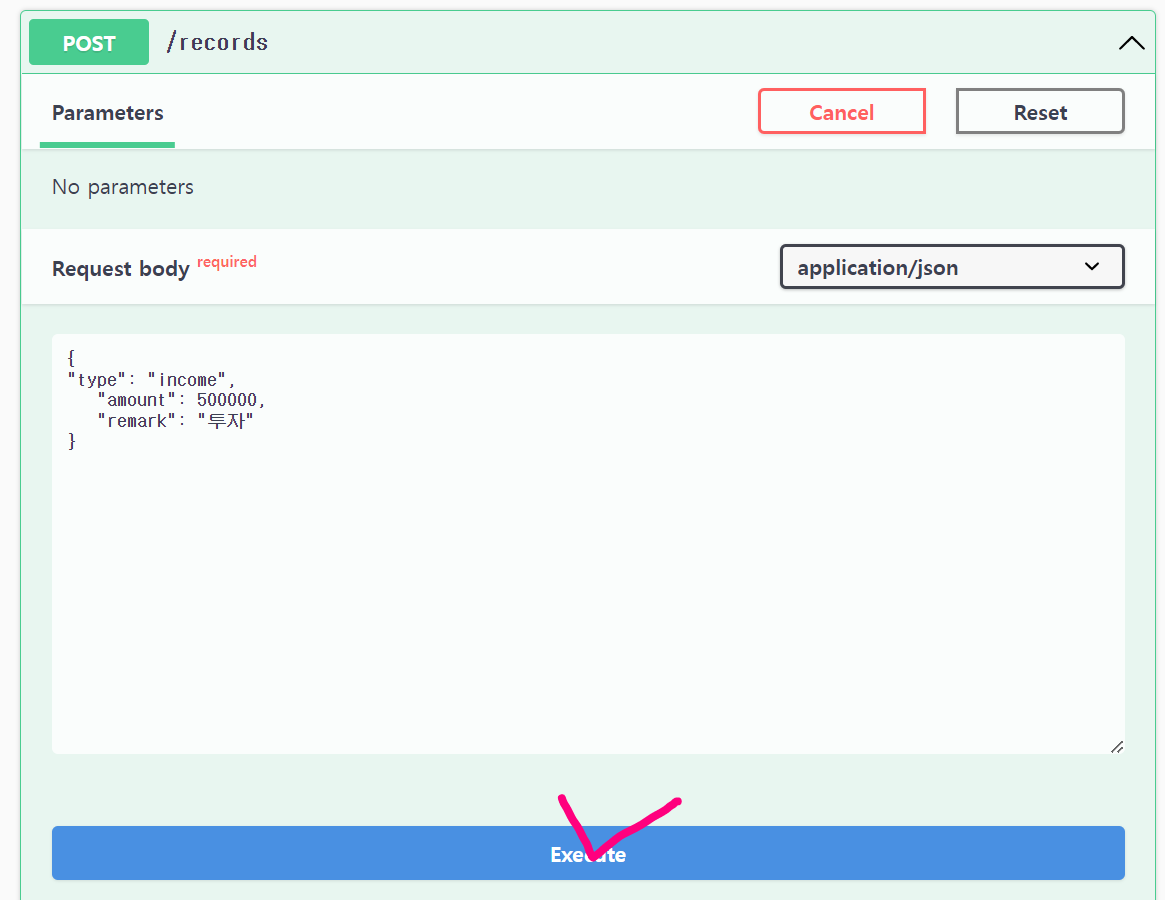 POST /records
Parameters Cancel Reset
No parameters
Request body required application/json
{
"type": "income",
"amount": 500000,
"remark": "투자"
}
Execute